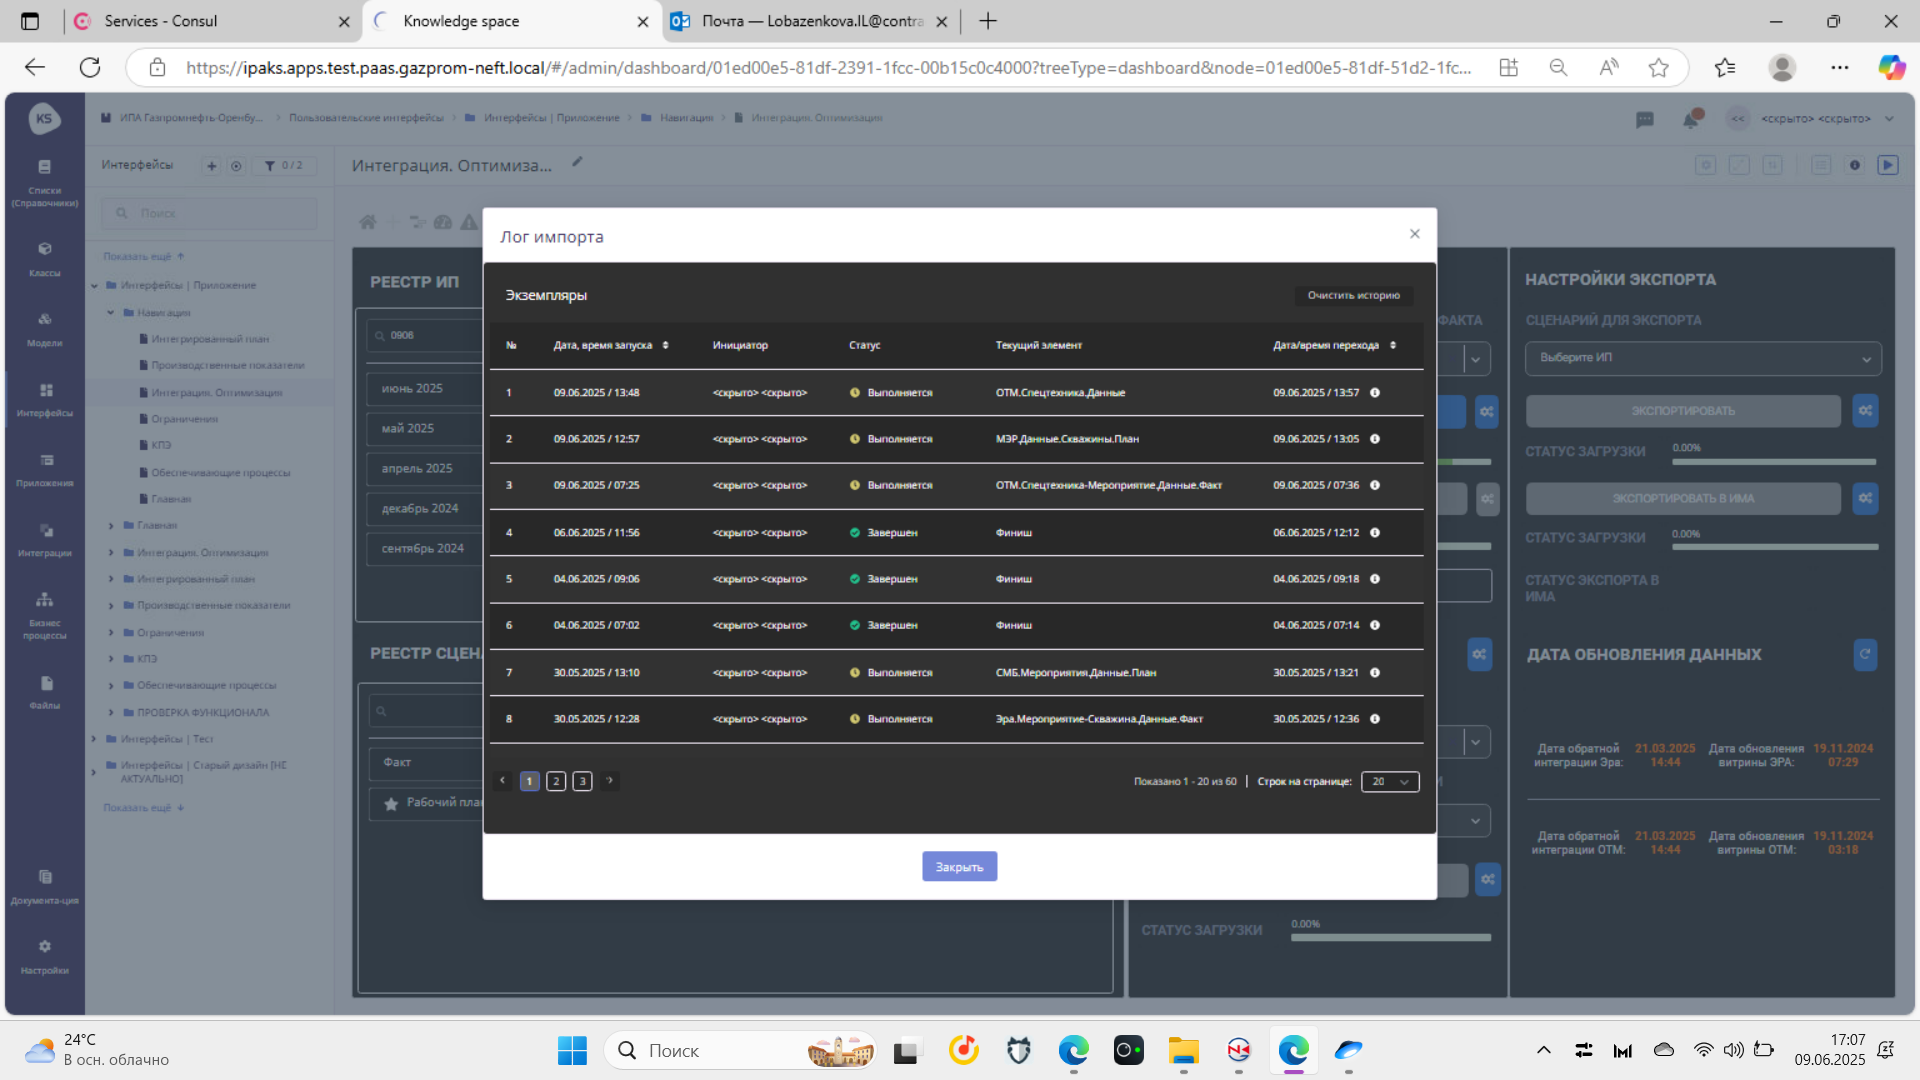 Services - Consul
Knowledge space
Почта — Lobazenkova.IL@contra
https://ipaks.apps.test.paas.gazprom-neft.local/#/admin/dashboard/01ed00e5-81df-2391-1fcc-00b15c0c4000?treeType=dashboard&node=01ed00e5-81df-51d2-1fc...
KS
ИПА Газпромнефть-Оренбу...
Пользовательские интерфейсы
Интерфейсы | Приложение
Навигация
Интеграция. Оптимизация
<<
<скрыто> <скрыто>
Списки
(Справочники)
Классы
Модели
Интерфейсы
Приложения
Интеграции
Бизнес
процессы
Файлы
Документа-ция
Настройки
Интерфейсы
0 / 2
Поиск
Показать ещё
Интерфейсы | Приложение
Навигация
Интегрированный план
Производственные показатели
Интеграция. Оптимизация
Ограничения
КПЭ
Обеспечивающие процессы
Главная
Главная
Интеграция. Оптимизация
Интегрированный план
Производственные показатели
Ограничения
КПЭ
Обеспечивающие процессы
ПРОВЕРКА ФУНКЦИОНАЛА
Интерфейсы | Тест
Интерфейсы | Старый дизайн [НЕ
АКТУАЛЬНО]
Показать ещё
Интеграция. Оптимиза...
РЕЕСТР ИП
0906
июнь 2025
май 2025
апрель 2025
декабрь 2024
сентябрь 2024
РЕЕСТР СЦЕН
Факт
Рабочий пла
Лог импорта
Экземпляры
Очистить историю
№ Дата, время запуска Инициатор Статус Текущий элемент Дата/время перехода
1 09.06.2025 / 13:48 <скрыто> <скрыто> Выполняется ОТМ.Спецтехника.Данные 09.06.2025 / 13:57
2 09.06.2025 / 12:57 <скрыто> <скрыто> Выполняется МЭР.Данные.Скважины.План 09.06.2025 / 13:05
3 09.06.2025 / 07:25 <скрыто> <скрыто> Выполняется ОТМ.Спецтехника-Мероприятие.Данные.Факт 09.06.2025 / 07:36
4 06.06.2025 / 11:56 <скрыто> <скрыто> Завершен Финиш 06.06.2025 / 12:12
5 04.06.2025 / 09:06 <скрыто> <скрыто> Завершен Финиш 04.06.2025 / 09:18
6 04.06.2025 / 07:02 <скрыто> <скрыто> Завершен Финиш 04.06.2025 / 07:14
7 30.05.2025 / 13:10 <скрыто> <скрыто> Выполняется СМБ.Мероприятия.Данные.План 30.05.2025 / 13:21
8 30.05.2025 / 12:28 <скрыто> <скрыто> Выполняется Эра.Мероприятие-Скважина.Данные.Факт 30.05.2025 / 12:36
1 2 3
Показано 1 - 20 из 60 | Строк на странице: 20
Закрыть
ФАКТА
СТАТУС ЗАГРУЗКИ
0.00%
НАСТРОЙКИ ЭКСПОРТА
СЦЕНАРИЙ ДЛЯ ЭКСПОРТА
Выберите ИП
ЭКСПОРТИРОВАТЬ
СТАТУС ЗАГРУЗКИ
0.00%
ЭКСПОРТИРОВАТЬ В ИМА
СТАТУС ЗАГРУЗКИ
0.00%
СТАТУС ЭКСПОРТА В
ИМА
ДАТА ОБНОВЛЕНИЯ ДАННЫХ
Дата обратной 21.03.2025 Дата обновления 19.11.2024
интеграции Эра: 14:44 витрины ЭРА: 07:29
Дата обратной 21.03.2025 Дата обновления 19.11.2024
интеграции ОТМ: 14:44 витрины ОТМ: 03:18
24°C
В осн. облачно
Поиск
17:07
09.06.2025